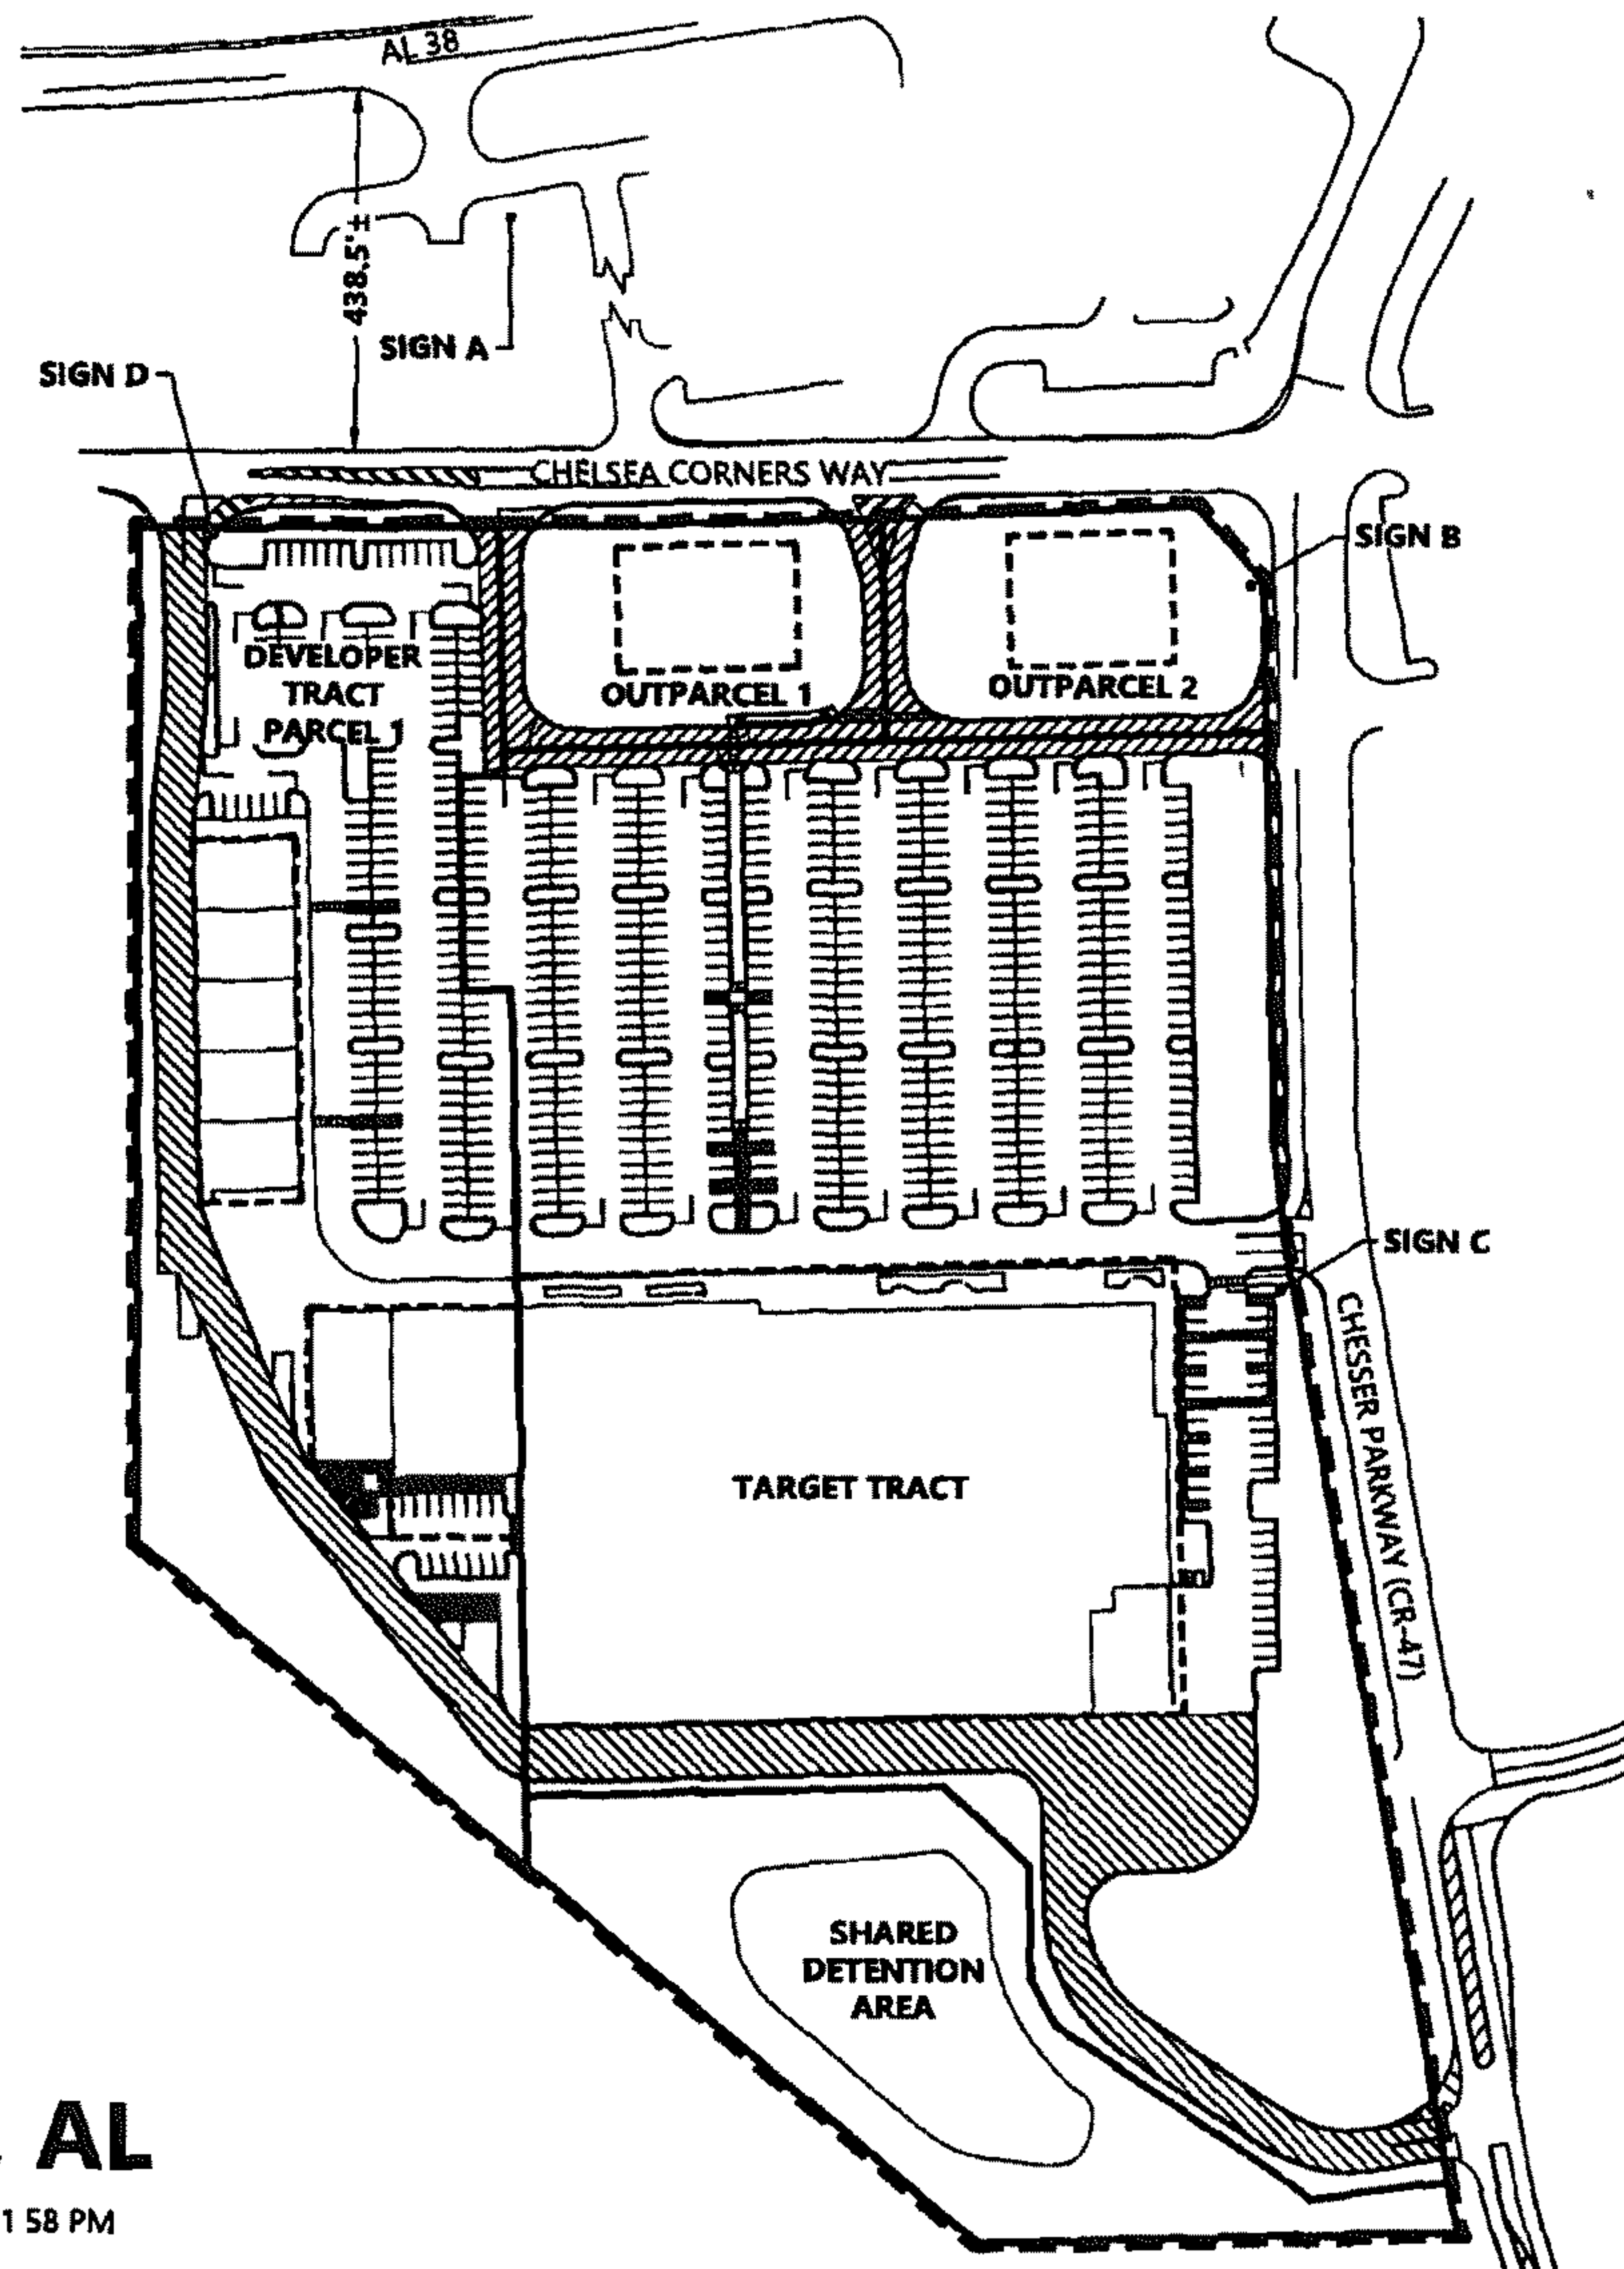 AL 38
438.5'±
SIGN A
SIGN D
CHELSEA CORNERS WAY
SIGN B
DEVELOPER
TRACT
PARCEL 1
OUTPARCEL 1
OUTPARCEL 2
SIGN C
CHESSER PARKWAY (CR-47)
TARGET TRACT
SHARED
DETENTION
AREA
AL
1 58 PM